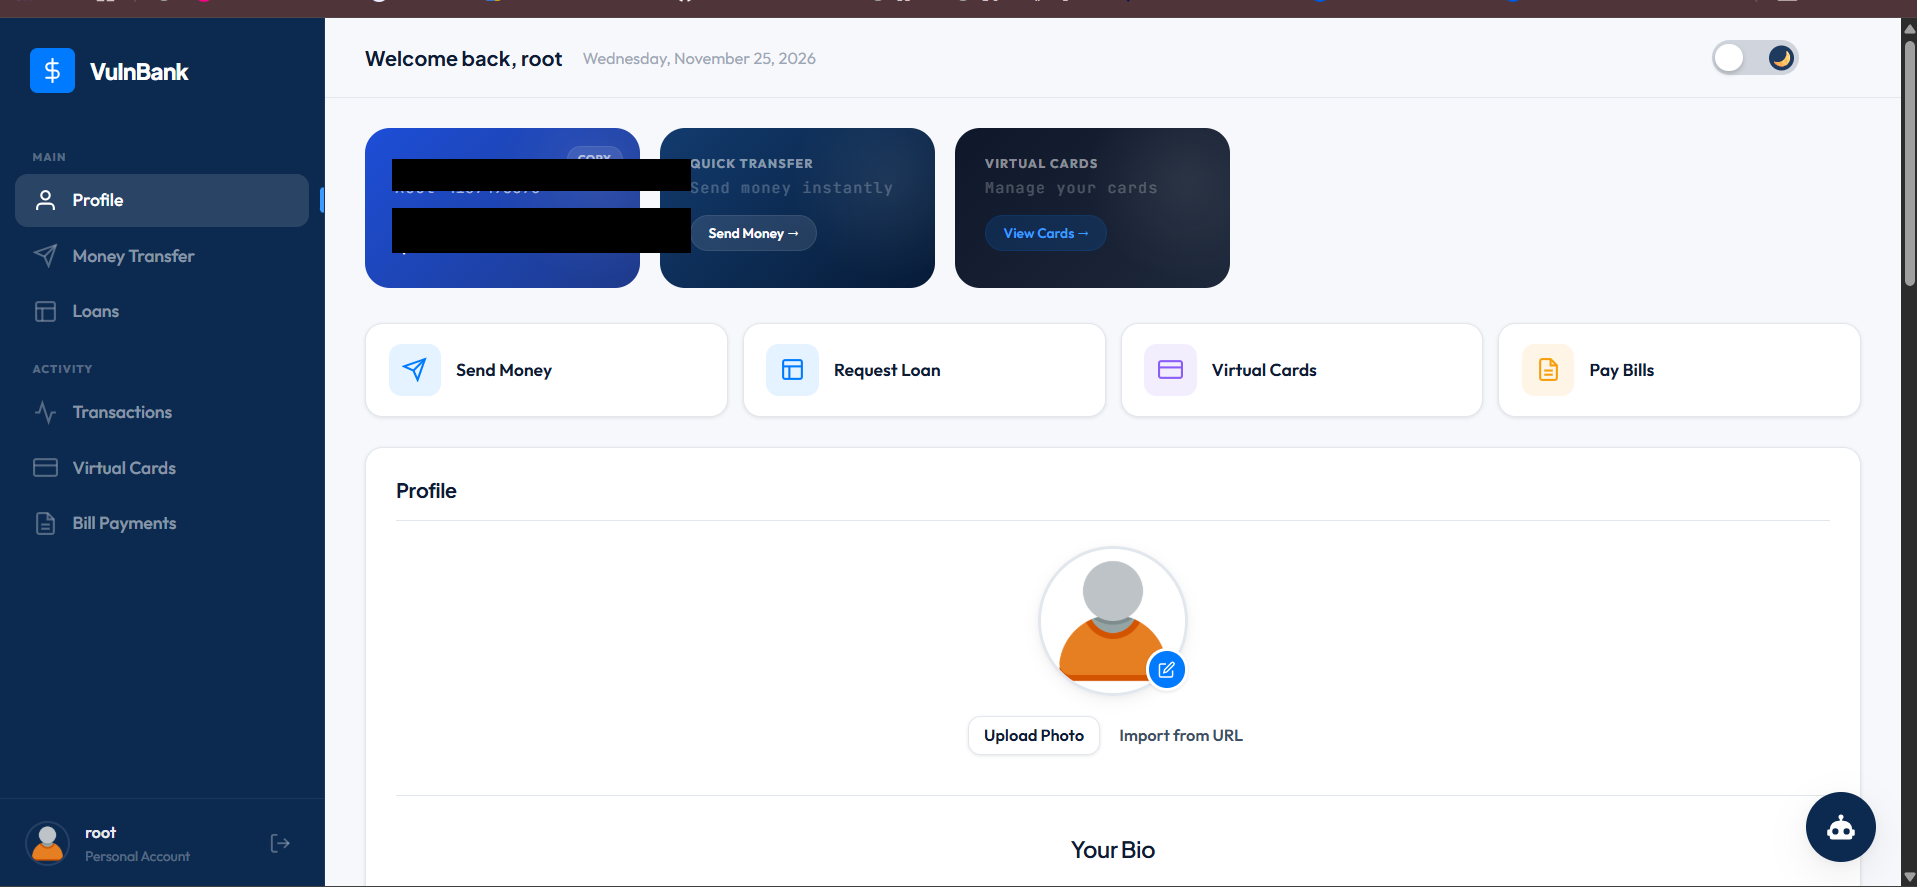 VulnBank
MAIN
Profile
Money Transfer
Loans
ACTIVITY
Transactions
Virtual Cards
Bill Payments
root
Personal Account
Welcome back, root
Wednesday, November 25, 2026
COPY
QUICK TRANSFER
Send money instantly
Send Money →
VIRTUAL CARDS
Manage your cards
View Cards →
Send Money
Request Loan
Virtual Cards
Pay Bills
Profile
Upload Photo
Import from URL
Your Bio